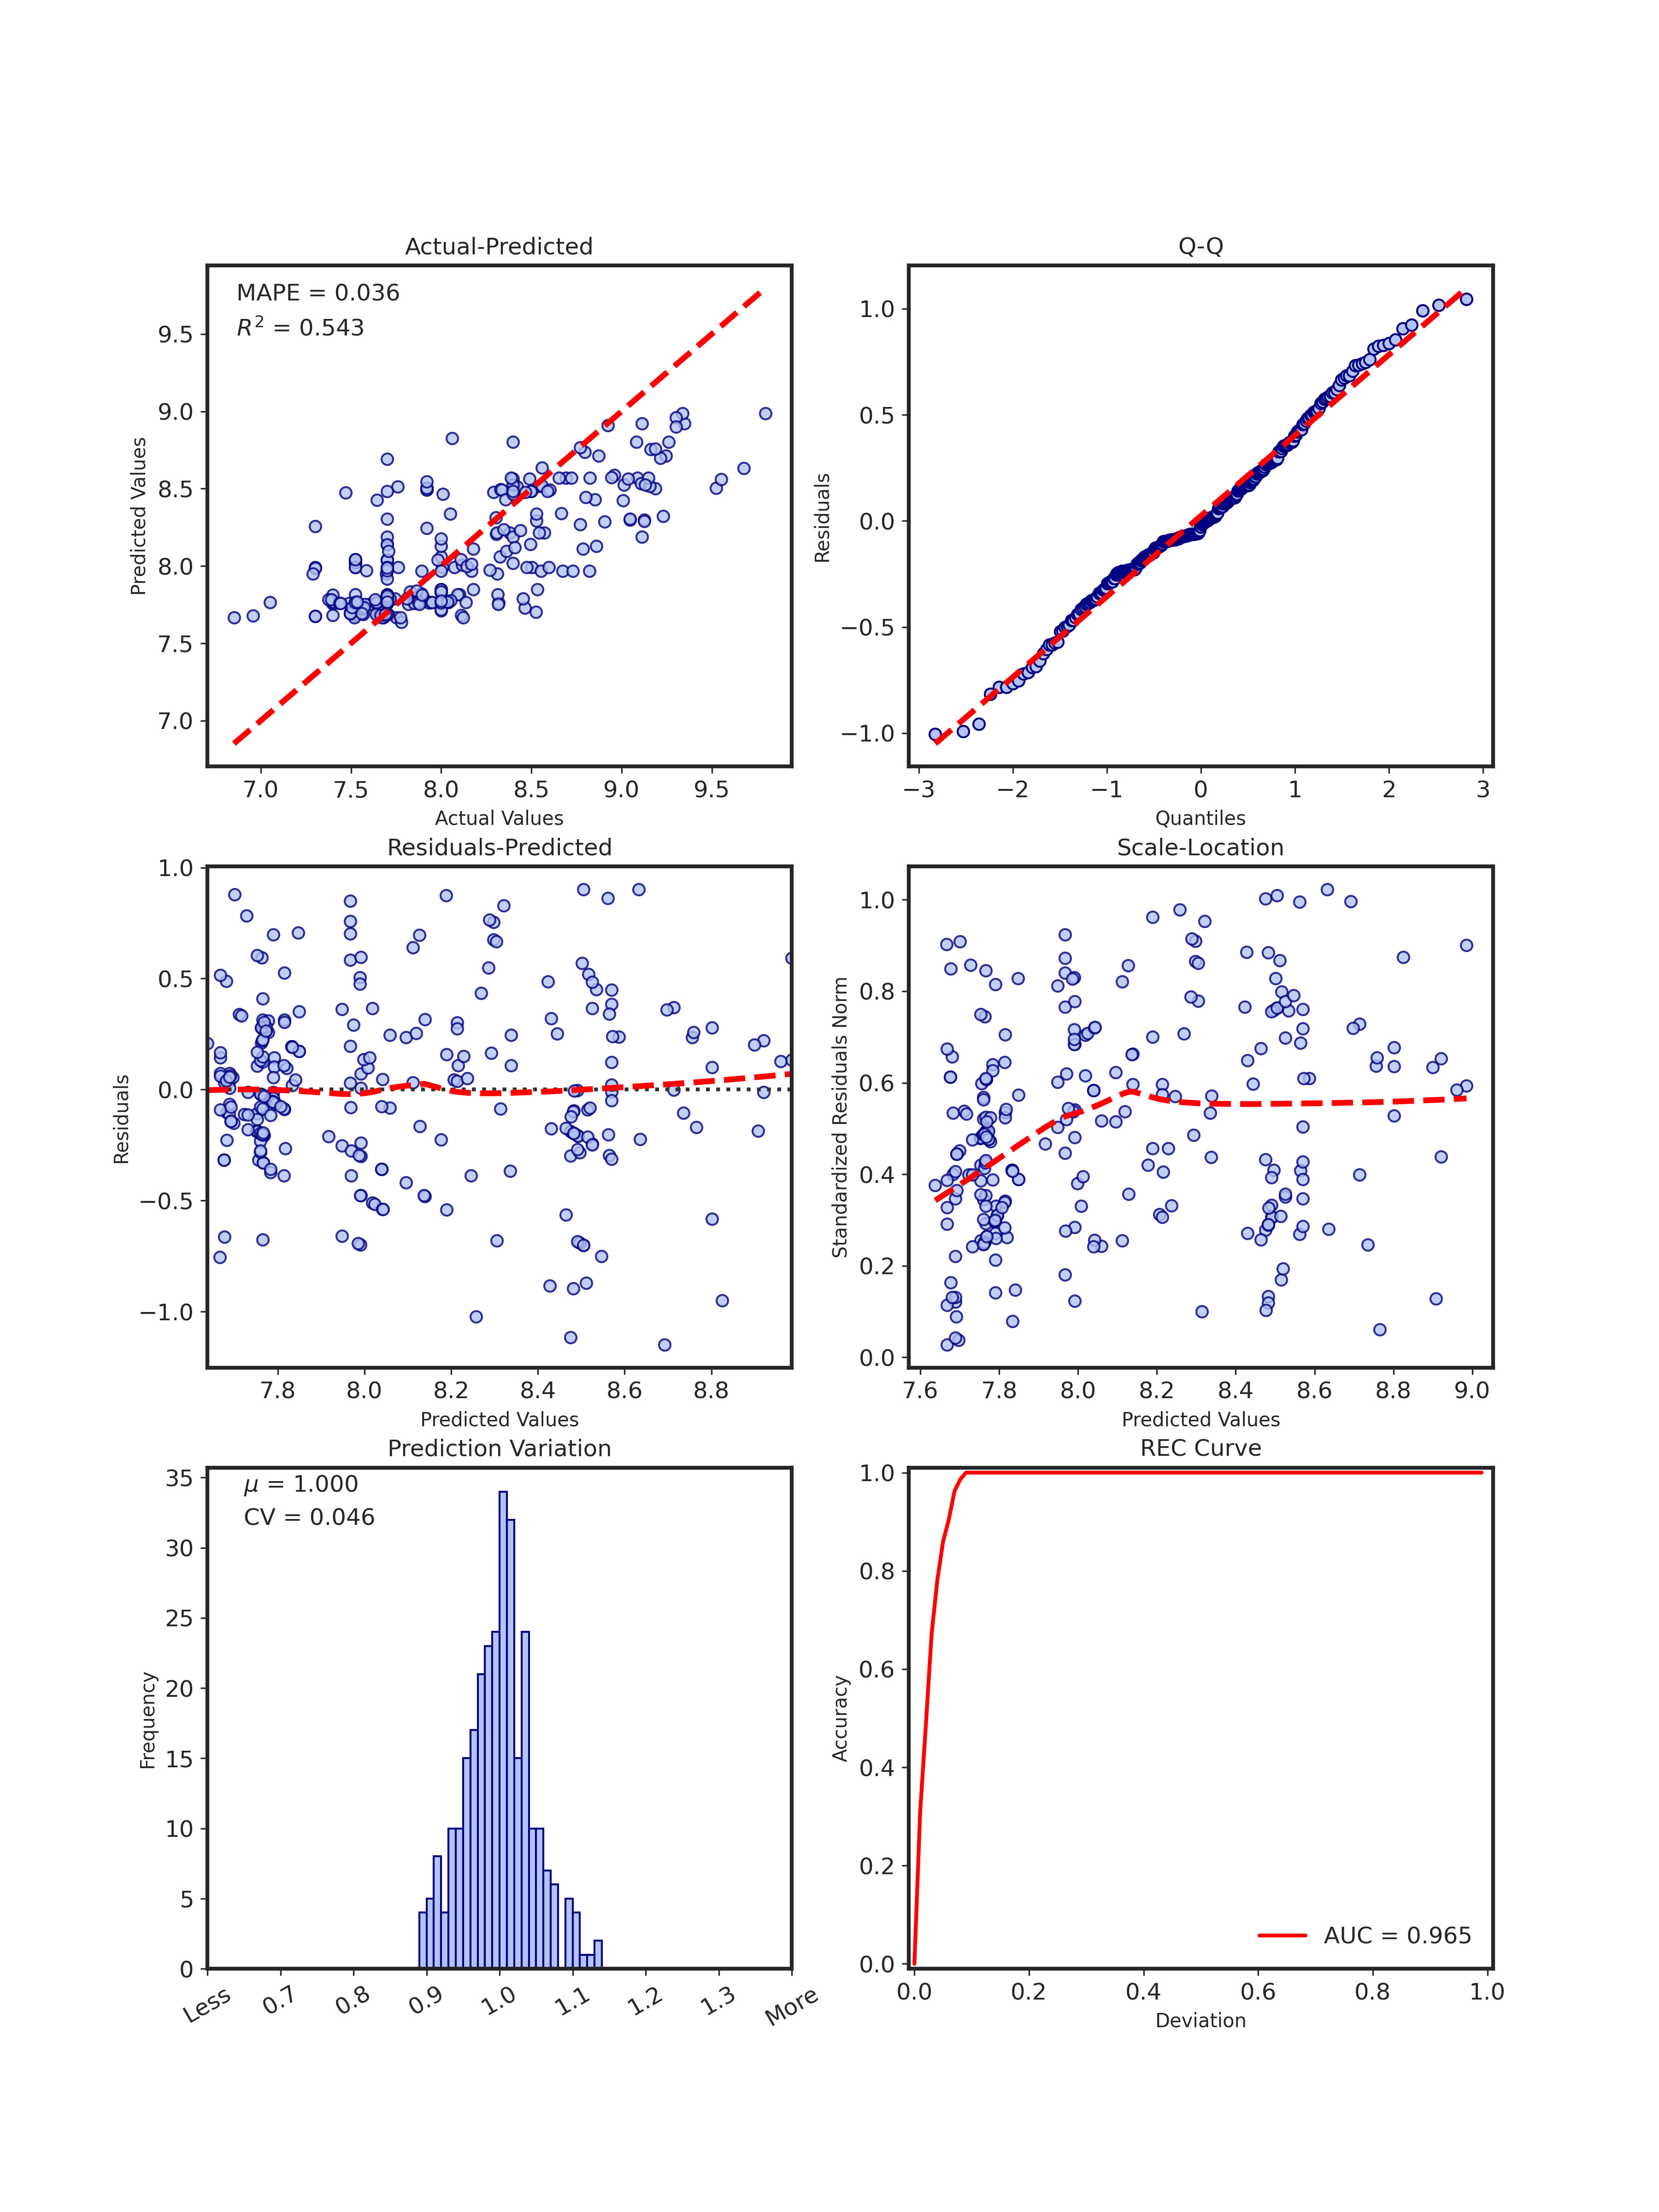 Actual-Predicted
MAPE = 0.036
R² = 0.543
Predicted Values
9.5
9.0
8.5
8.0
7.5
7.0
7.0 7.5 8.0 8.5 9.0 9.5
Actual Values
Q-Q
Residuals
1.0
0.5
0.0
−0.5
−1.0
−3 −2 −1 0 1 2 3
Quantiles
Residuals-Predicted
Residuals
1.0
0.5
0.0
−0.5
−1.0
7.8 8.0 8.2 8.4 8.6 8.8
Predicted Values
Scale-Location
Standardized Residuals Norm
1.0
0.8
0.6
0.4
0.2
0.0
7.6 7.8 8.0 8.2 8.4 8.6 8.8 9.0
Predicted Values
Prediction Variation
μ = 1.000
CV = 0.046
Frequency
35
30
25
20
15
10
5
0
Less 0.7 0.8 0.9 1.0 1.1 1.2 1.3 More
REC Curve
Accuracy
1.0
0.8
0.6
0.4
0.2
0.0
AUC = 0.965
0.0 0.2 0.4 0.6 0.8 1.0
Deviation